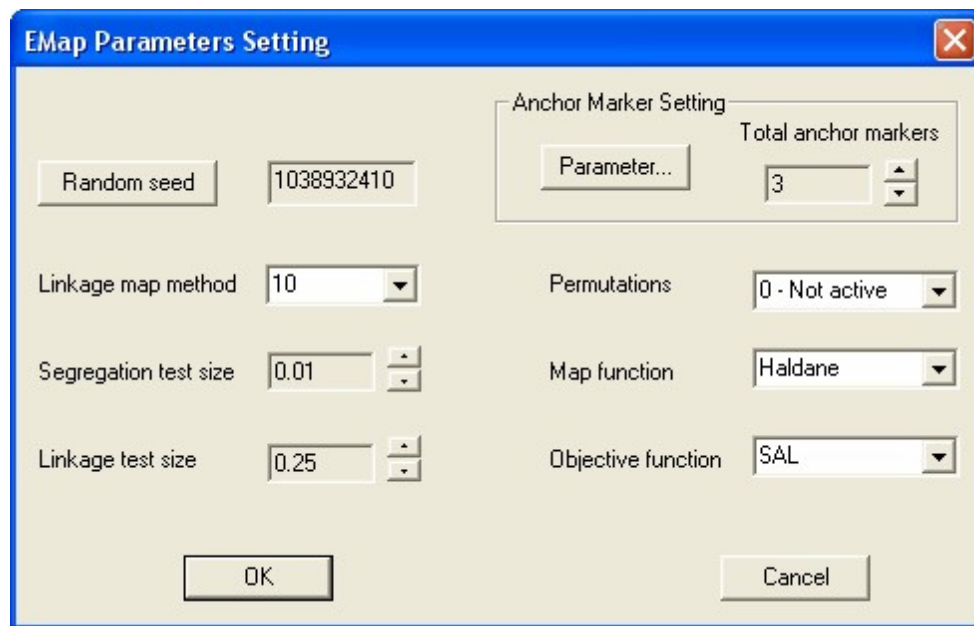 EMap Parameters Setting
Anchor Marker Setting
Total anchor markers
Parameter...
3
Random seed
1038932410
Linkage map method
10
Permutations
0 - Not active
Segregation test size
0.01
Map function
Haldane
Linkage test size
0.25
Objective function
SAL
OK
Cancel